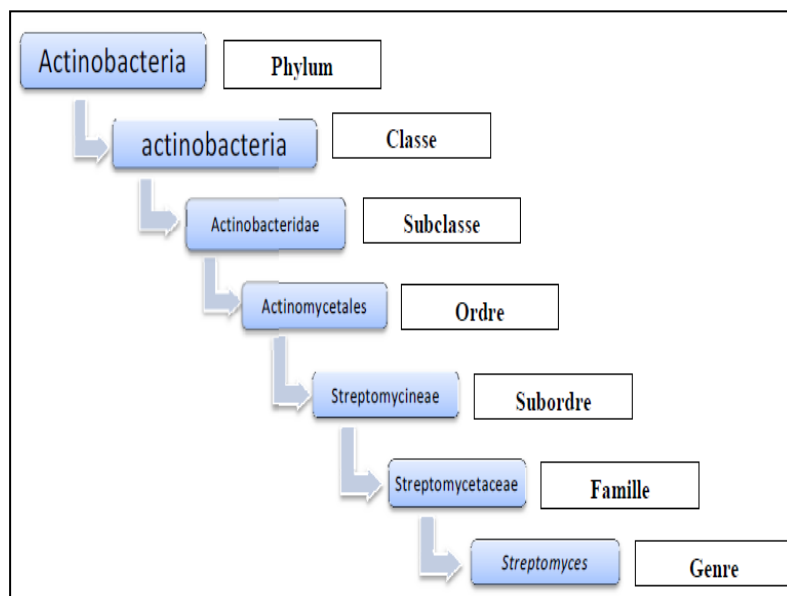 Actinobacteria Phylum
actinobacteria Classe
Actinobacteridae Subclasse
Actinomycetales Ordre
Streptomycineae Subordre
Streptomycetaceae Famille
Streptomyces Genre